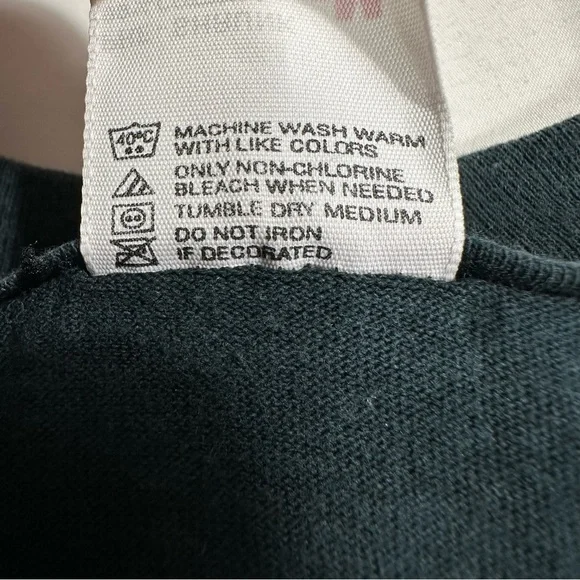 40°C MACHINE WASH WARM
WITH LIKE COLORS
ONLY NON-CHLORINE
BLEACH WHEN NEEDED
TUMBLE DRY MEDIUM
DO NOT IRON
IF DECORATED